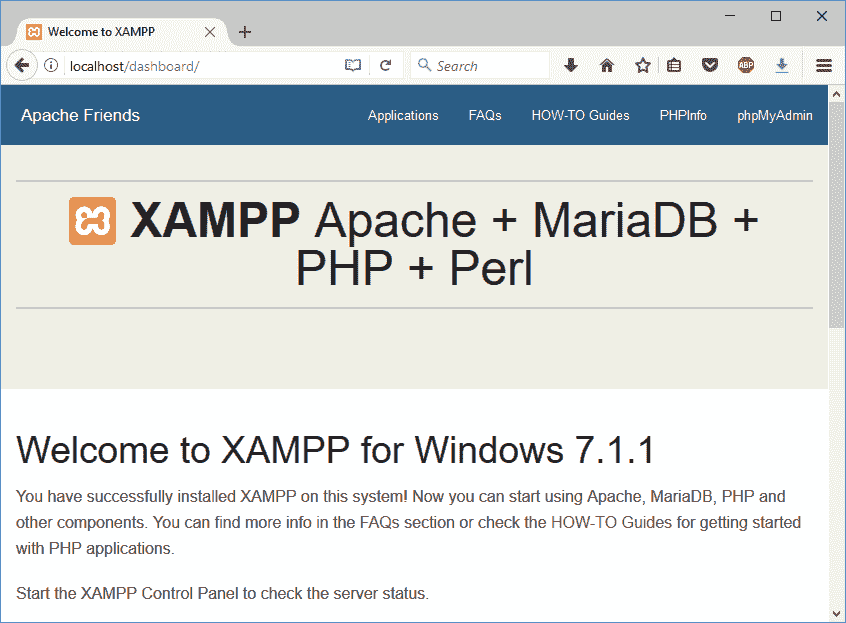 Welcome to XAMPP
localhost/dashboard/
Search
ABP
Apache Friends
Applications
FAQs
HOW-TO Guides
PHPInfo
phpMyAdmin
XAMPP Apache + MariaDB +
PHP + Perl
Welcome to XAMPP for Windows 7.1.1
You have successfully installed XAMPP on this system! Now you can start using Apache, MariaDB, PHP and
other components. You can find more info in the FAQs section or check the HOW-TO Guides for getting started
with PHP applications.
Start the XAMPP Control Panel to check the server status.